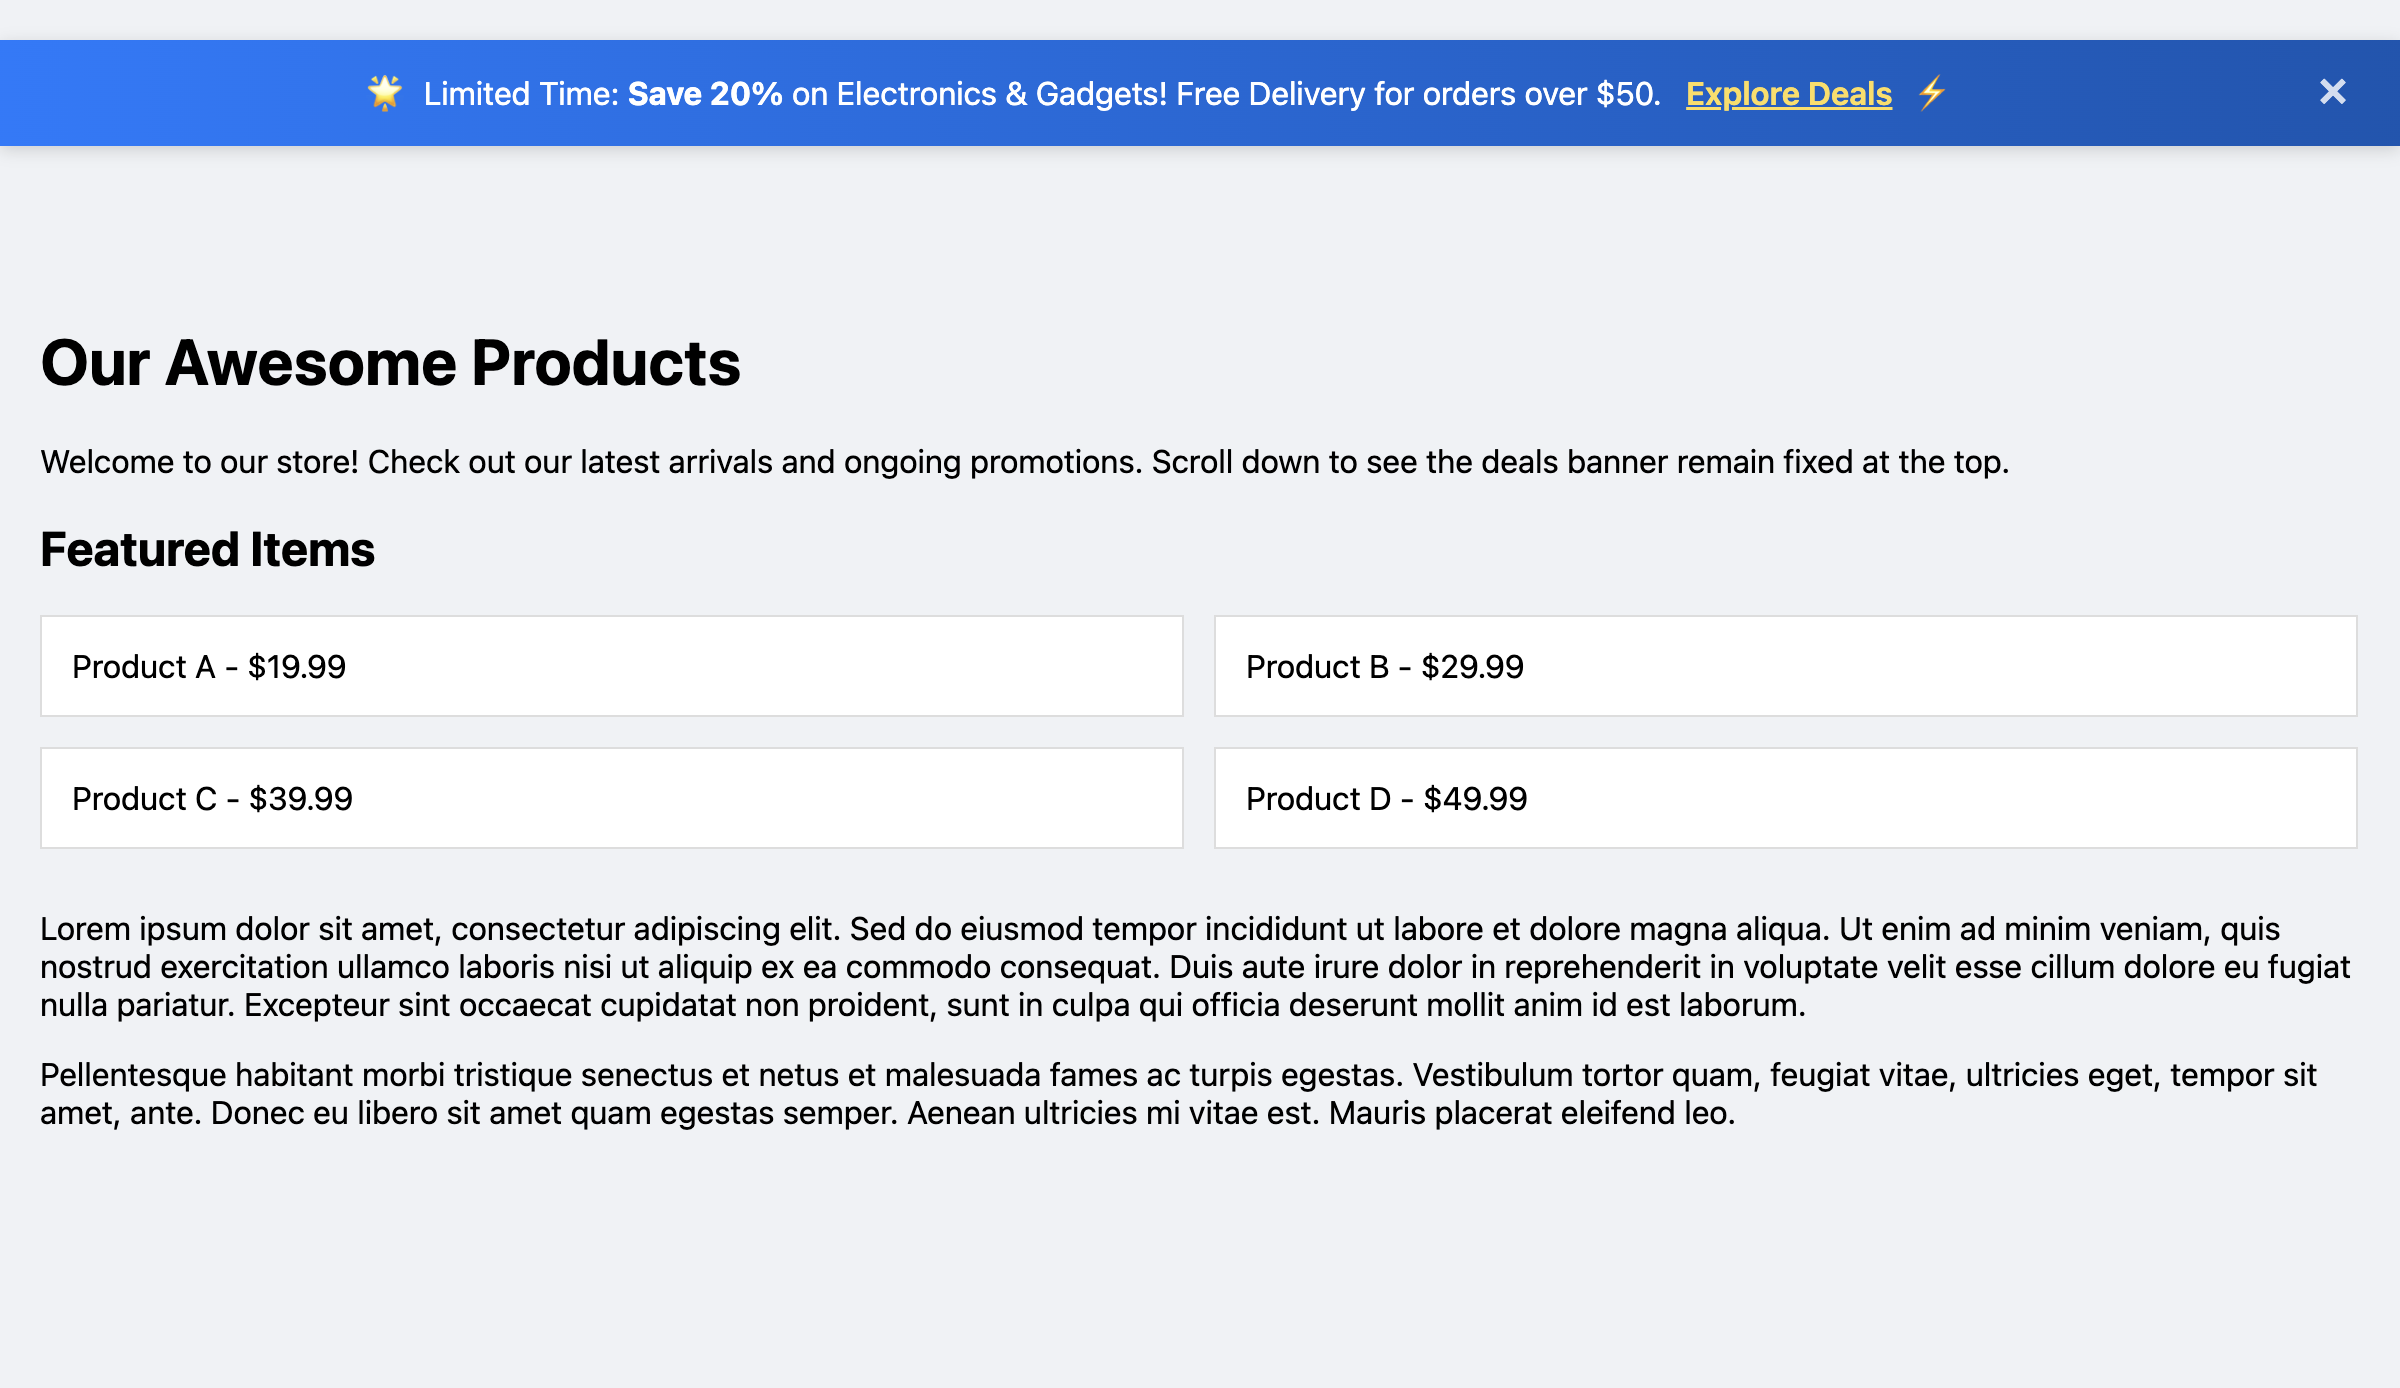 🌟 Limited Time: Save 20% on Electronics & Gadgets! Free Delivery for orders over $50. Explore Deals ⚡ ✕
Our Awesome Products
Welcome to our store! Check out our latest arrivals and ongoing promotions. Scroll down to see the deals banner remain fixed at the top.
Featured Items
Product A - $19.99
Product B - $29.99
Product C - $39.99
Product D - $49.99
Lorem ipsum dolor sit amet, consectetur adipiscing elit. Sed do eiusmod tempor incididunt ut labore et dolore magna aliqua. Ut enim ad minim veniam, quis
nostrud exercitation ullamco laboris nisi ut aliquip ex ea commodo consequat. Duis aute irure dolor in reprehenderit in voluptate velit esse cillum dolore eu fugiat
nulla pariatur. Excepteur sint occaecat cupidatat non proident, sunt in culpa qui officia deserunt mollit anim id est laborum.
Pellentesque habitant morbi tristique senectus et netus et malesuada fames ac turpis egestas. Vestibulum tortor quam, feugiat vitae, ultricies eget, tempor sit
amet, ante. Donec eu libero sit amet quam egestas semper. Aenean ultricies mi vitae est. Mauris placerat eleifend leo.